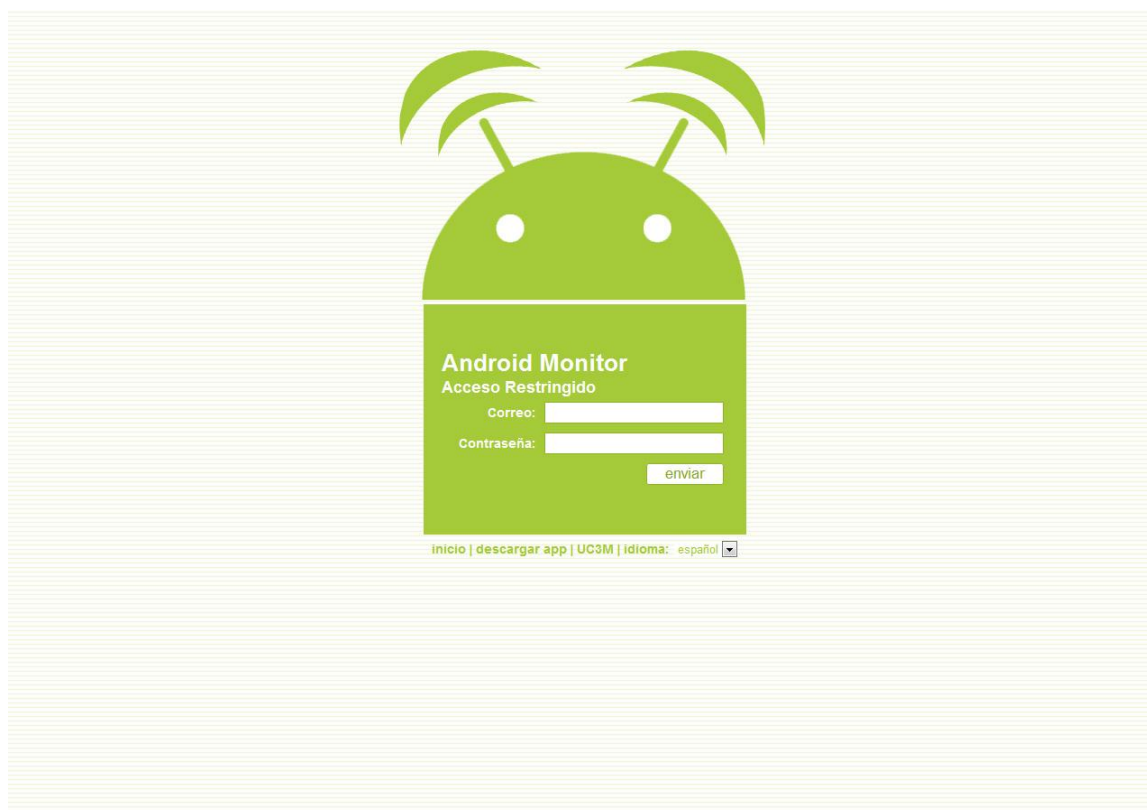 Android Monitor
Acceso Restringido
Correo:
Contraseña:
enviar
inicio | descargar app | UC3M | idioma: español